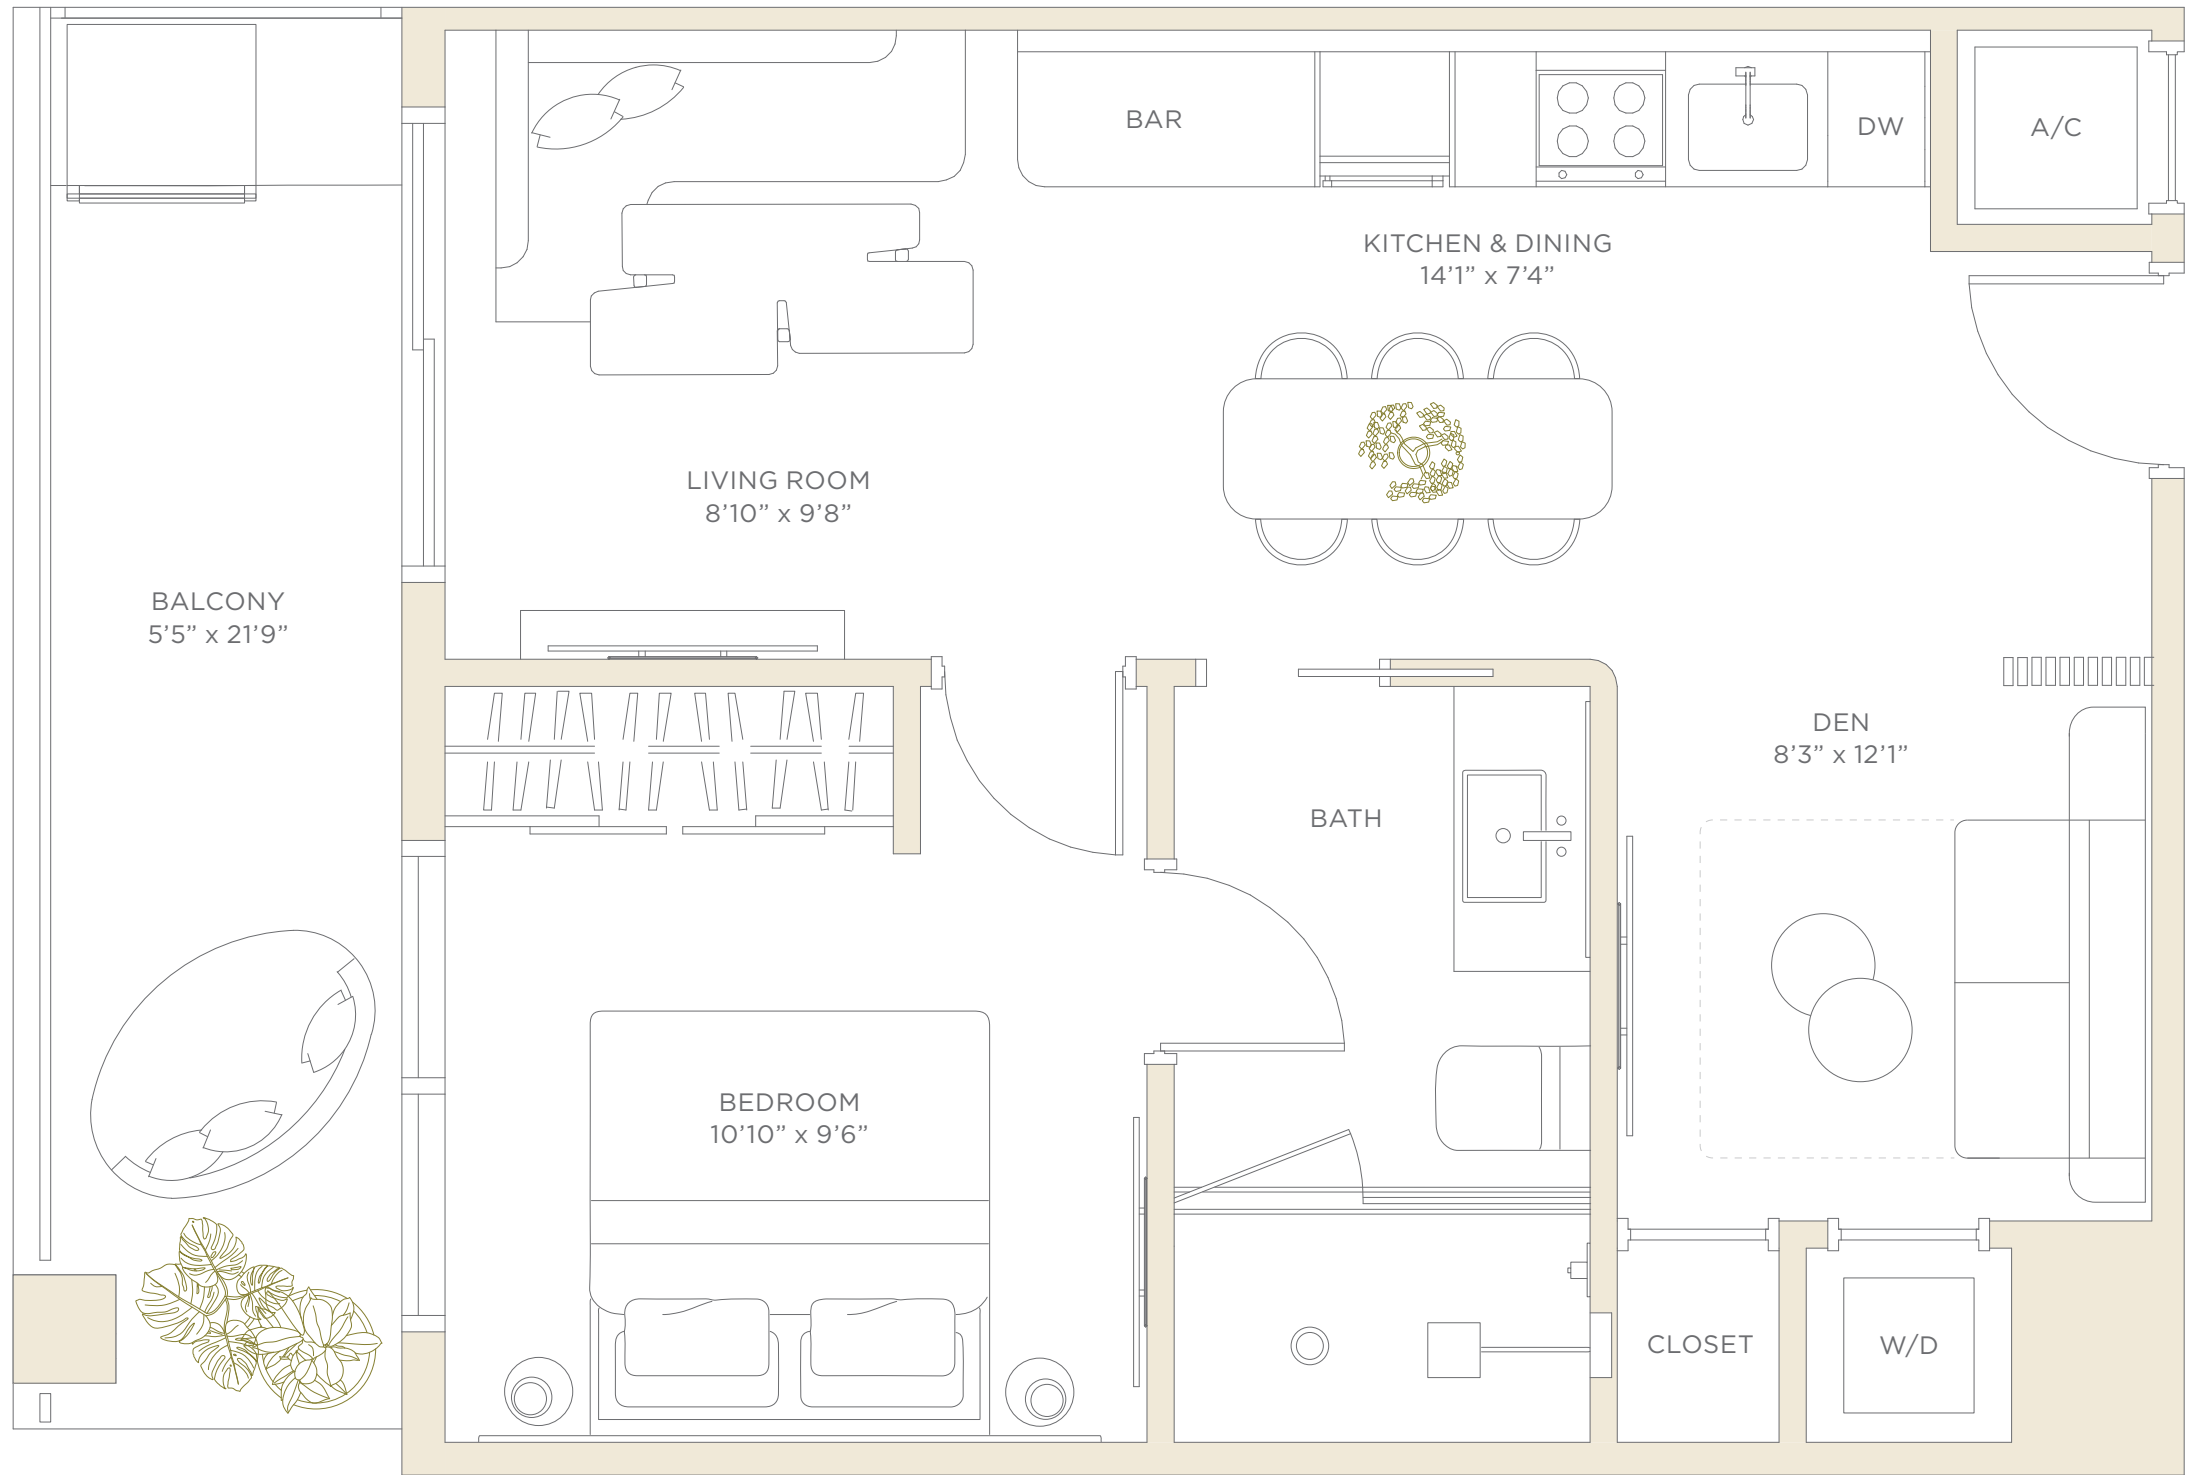 BAR
DW
A/C
KITCHEN & DINING
14’1” x 7’4”
LIVING ROOM
8’10” x 9’8”
BALCONY
5’5” x 21’9”
DEN
8’3” x 12’1”
BATH
BEDROOM
10’10” x 9’6”
CLOSET
W/D